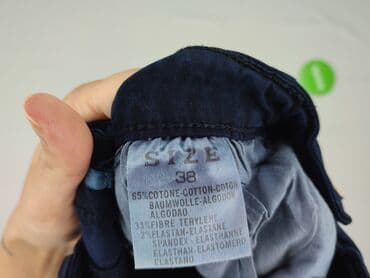 SIZE
38
65%COTONE-COTTON-COTON
BAUMWOLLE-ALGODON
ALGODAO
33%FIBRE TERYLENE
2%ELASTAN-ELASTANE
SPANDEX-ELASTHANNE
ELASTHAN-ELASTOMERO
ELASTANO